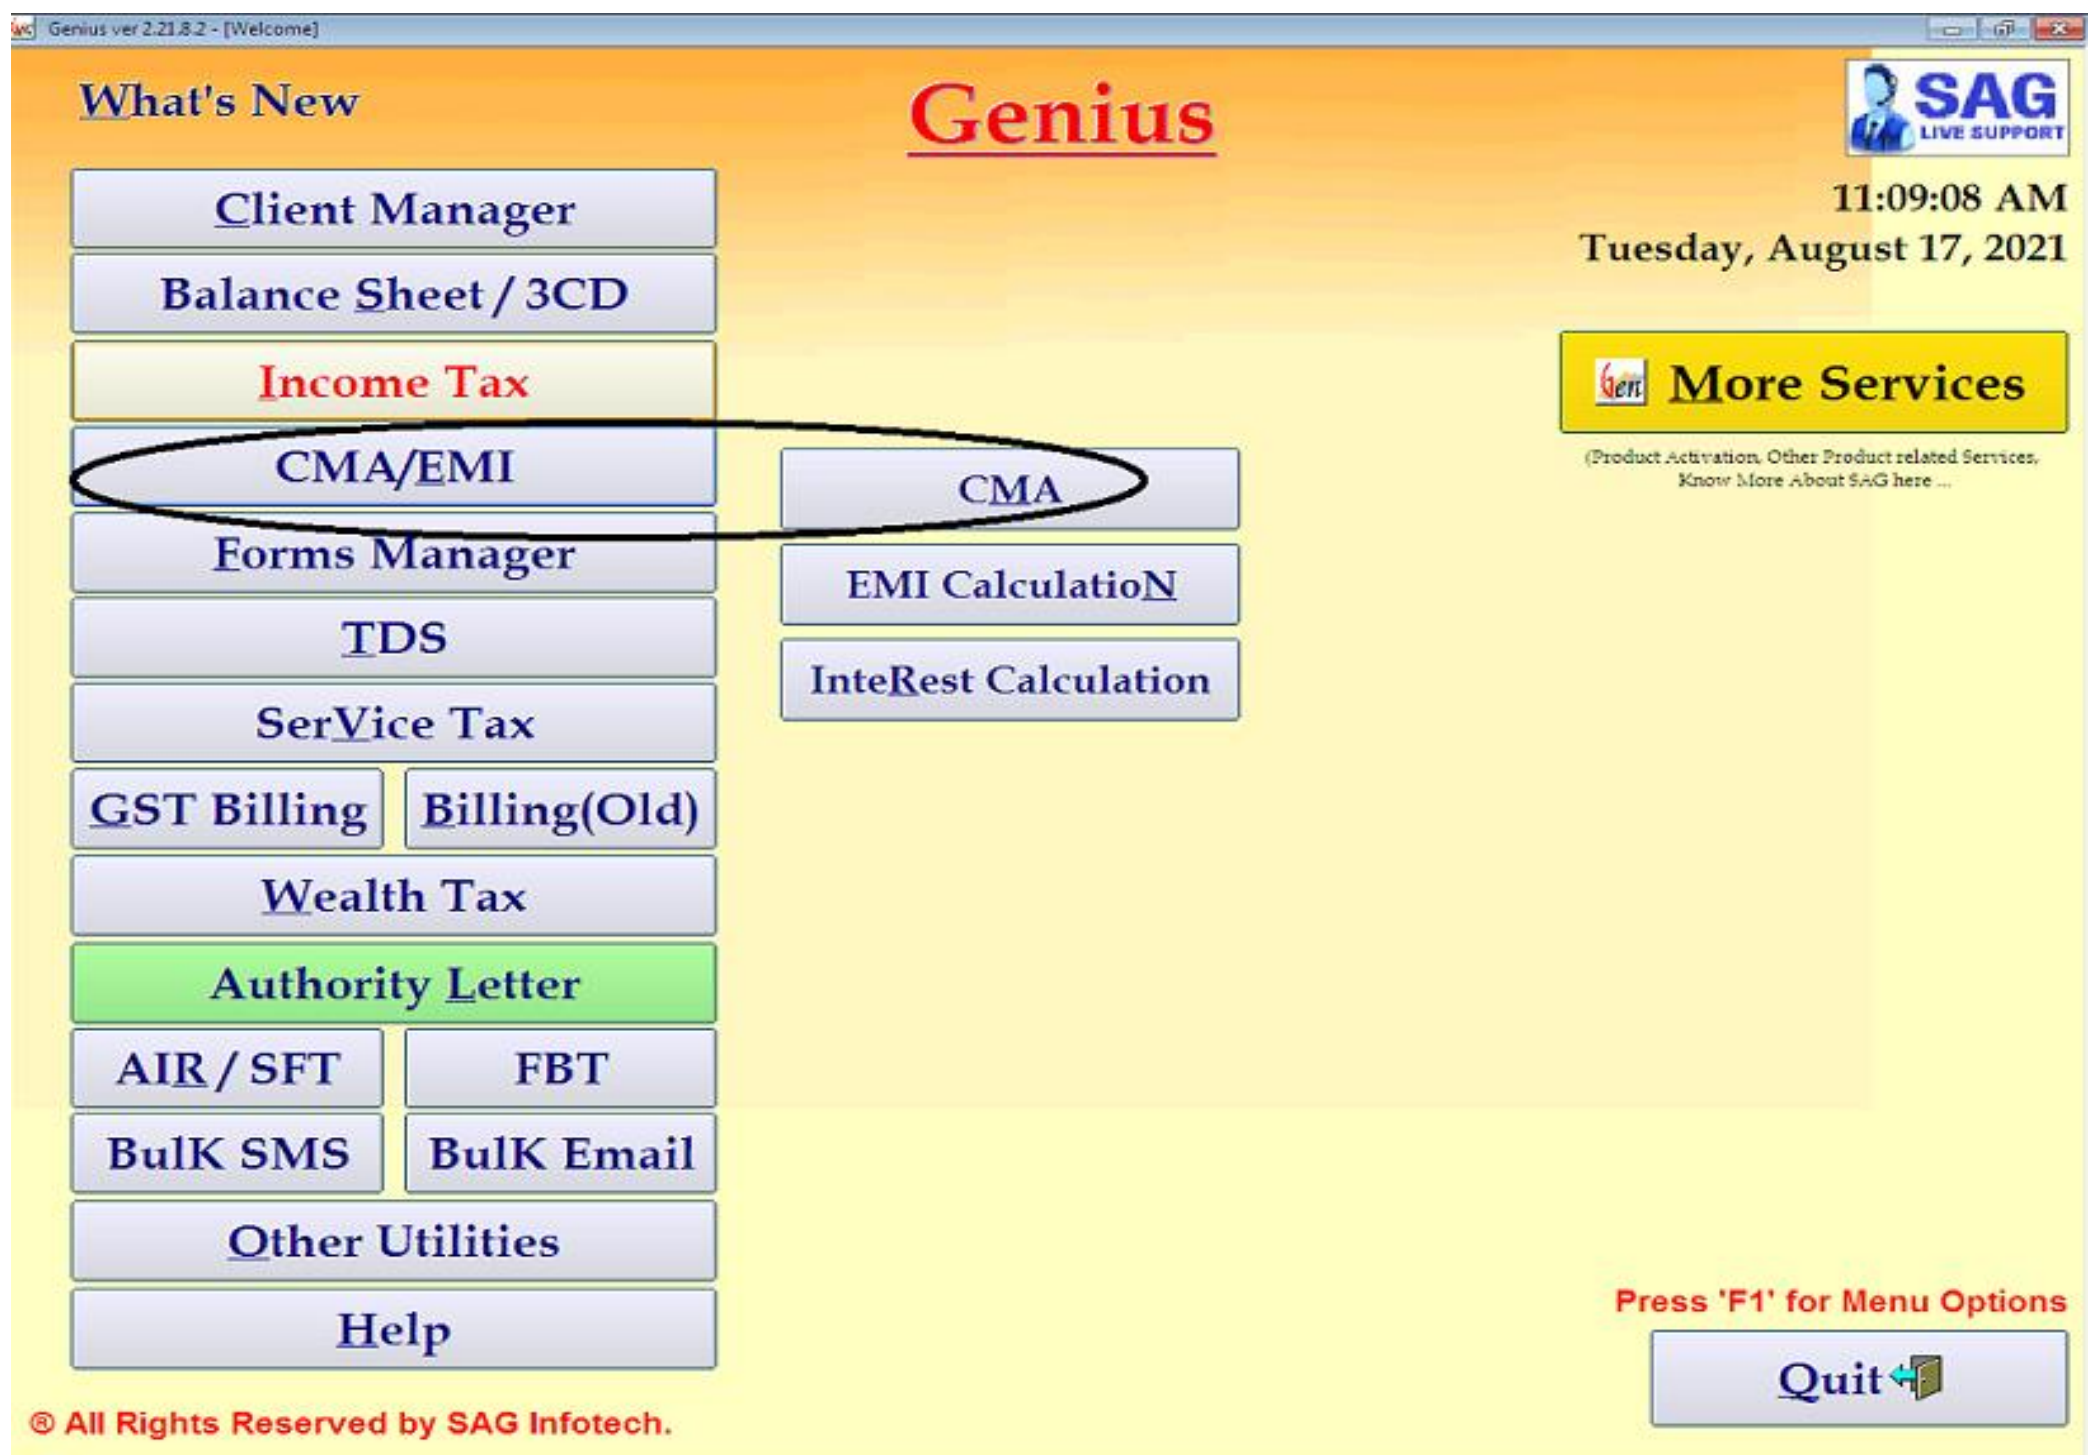 Genius ver 2.21.8.2 - [Welcome]
What's New
Genius
SAG
LIVE SUPPORT
11:09:08 AM
Tuesday, August 17, 2021
Client Manager
Balance Sheet / 3CD
Income Tax
CMA/EMI
Forms Manager
TDS
SerVice Tax
GST Billing
Billing(Old)
Wealth Tax
Authority Letter
AIR / SFT
FBT
BulK SMS
BulK Email
Other Utilities
Help
CMA
EMI CalculatioN
InteRest Calculation
Gen More Services
(Product Activation, Other Product related Services,
Know More About SAG here ...
Press 'F1' for Menu Options
Quit
® All Rights Reserved by SAG Infotech.